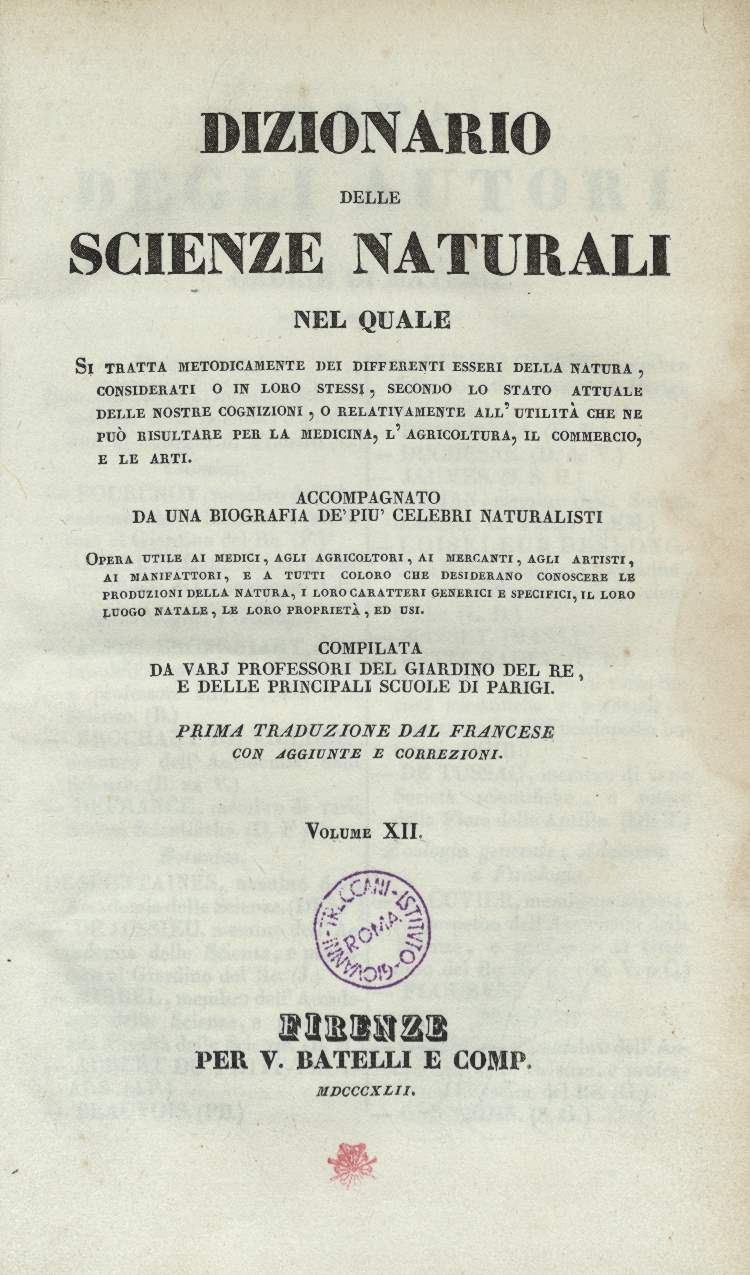 DIZIONARIO
DELLE
SCIENZE NATURALI
NEL QUALE
SI TRATTA METODICAMENTE DEI DIFFERENTI ESSERI DELLA NATURA,
CONSIDERATI O IN LORO STESSI, SECONDO LO STATO ATTUALE
DELLE NOSTRE COGNIZIONI, O RELATIVAMENTE ALL' UTILITÀ CHE NE
PUÒ RISULTARE PER LA MEDICINA, L' AGRICOLTURA, IL COMMERCIO,
E LE ARTI.
ACCOMPAGNATO
DA UNA BIOGRAFIA DE' PIU' CELEBRI NATURALISTI
OPERA UTILE AI MEDICI, AGLI AGRICOLTORI, AI MERCANTI, AGLI ARTISTI,
AI MANIFATTORI, E A TUTTI COLORO CHE DESIDERANO CONOSCERE LE
PRODUZIONI DELLA NATURA, I LORO CARATTERI GENERICI E SPECIFICI, IL LORO
LUOGO NATALE, LE LORO PROPRIETÀ, ED USI.
COMPILATA
DA VARJ PROFESSORI DEL GIARDINO DEL RE,
E DELLE PRINCIPALI SCUOLE DI PARIGI.
PRIMA TRADUZIONE DAL FRANCESE
CON AGGIUNTE E CORREZIONI.
VOLUME XII.
ISTITVTO-GIOVANNI-TRECCANI-
ROMA
FIRENZE
PER V. BATELLI E COMP.
MDCCCXLII.